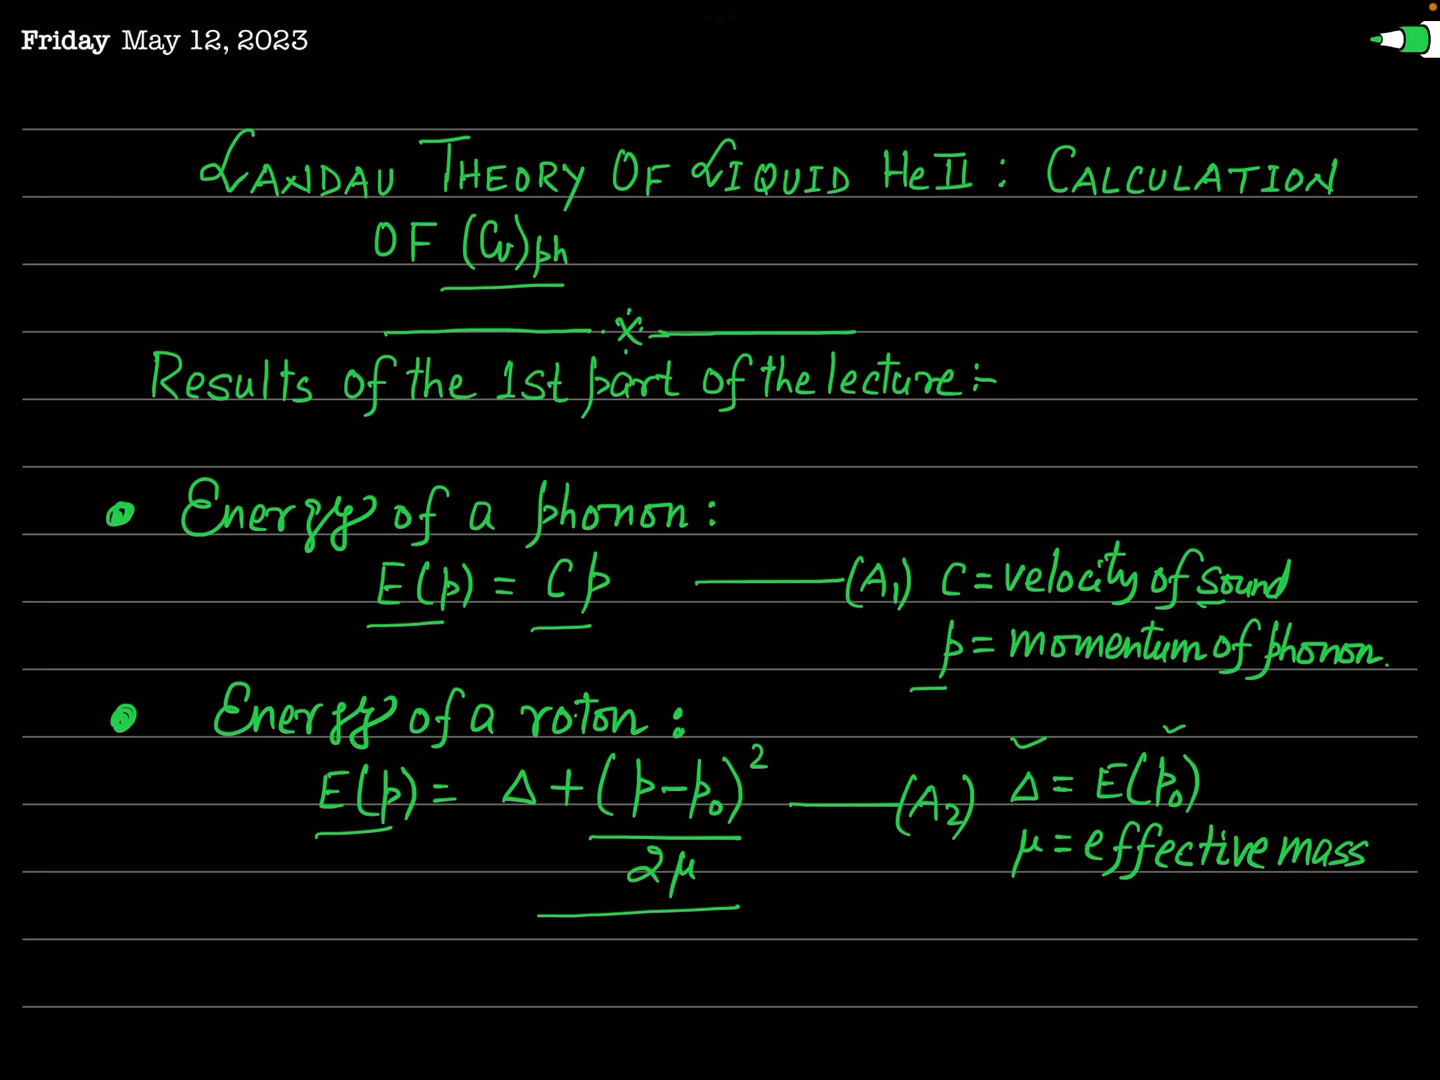 Friday May 12, 2023
LANDAU THEORY OF LIQUID HeII : CALCULATION
OF (Cv)ph
Results of the 1st part of the lecture :-
• Energy of a phonon :
E(p) = Cp ——— (A1) C = velocity of sound
p = momentum of phonon.
• Energy of a roton :
E(p) = Δ + (p-p0)^2 / 2μ ——— (A2) Δ = E(p0)
μ = effective mass